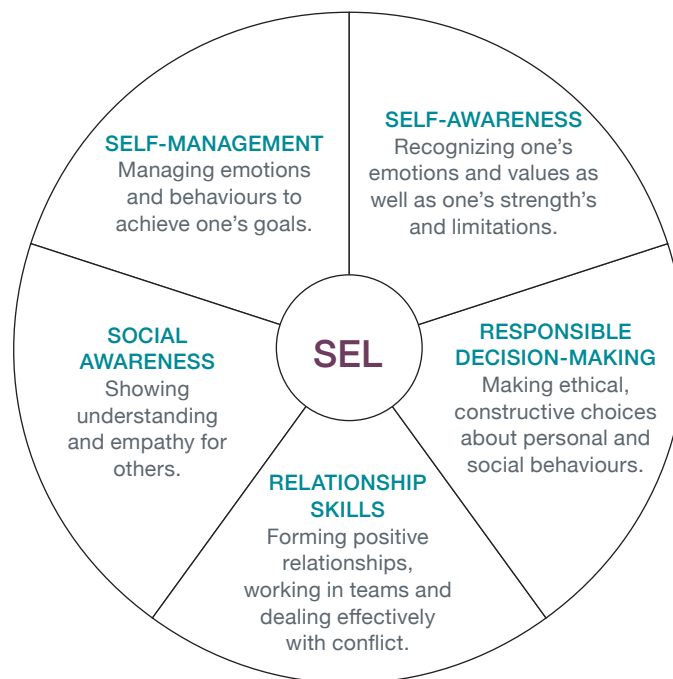 SELF-MANAGEMENT
Managing emotions
and behaviours to
achieve one's goals.
SELF-AWARENESS
Recognizing one's
emotions and values as
well as one's strength's
and limitations.
SOCIAL
AWARENESS
Showing
understanding
and empathy for
others.
SEL
RESPONSIBLE
DECISION-MAKING
Making ethical,
constructive choices
about personal and
social behaviours.
RELATIONSHIP
SKILLS
Forming positive
relationships,
working in teams and
dealing effectively
with conflict.